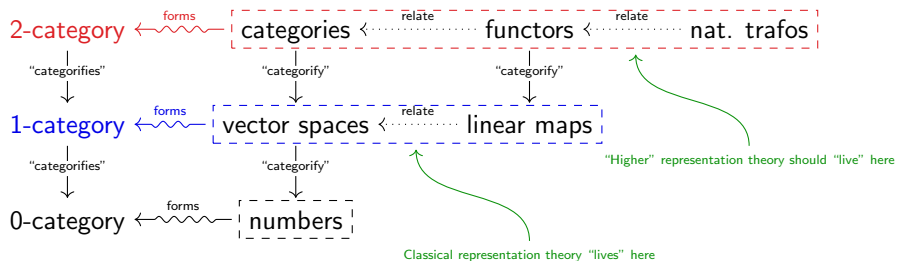 2-category forms categories relate functors relate nat. trafos
“categorifies” “categorify” “categorify”
1-category forms vector spaces relate linear maps
“categorifies” “categorify” “Higher” representation theory should “live” here
0-category forms numbers
Classical representation theory “lives” here